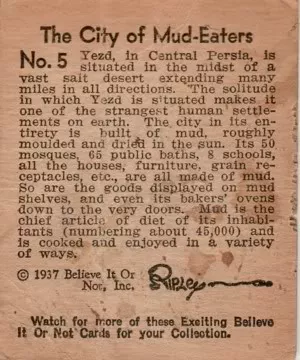 The City of Mud-Eaters
No. 5 Yezd, in Central Persia, is
situated in the midst of a
vast salt desert extending many
miles in all directions. The solitude
in which Yezd is situated makes it
one of the strangest human settle-
ments on earth. The city in its en-
tirety is built of mud, roughly
moulded and dried in the sun. Its 50
mosques, 65 public baths, 8 schools,
all the houses, furniture, grain re-
ceptacles, etc., are all made of mud.
So are the goods displayed on mud
shelves, and even its bakers' ovens
down to the very doors. Mud is the
chief article of diet of its inhabi-
tants (numbering about 45,000) and
is cooked and enjoyed in a variety
of ways.
© 1937 Believe It Or
Not, Inc. Ripley
Watch for more of these Exciting Believe
It Or Not Cards for your Collection.